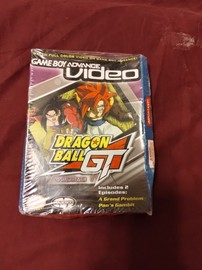 GAME BOY ADVANCE
Video
DRAGON
BALL GT
Includes 2
Episodes:
A Grand Problem
Pan's Gambit